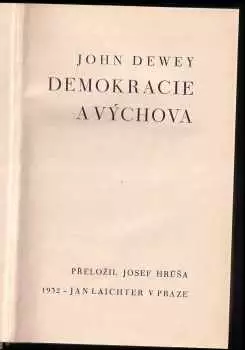 JOHN DEWEY
DEMOKRACIE
A VÝCHOVA
PŘELOŽIL JOSEF HRŮŠA
1932 – JAN LAICHTER V PRAZE